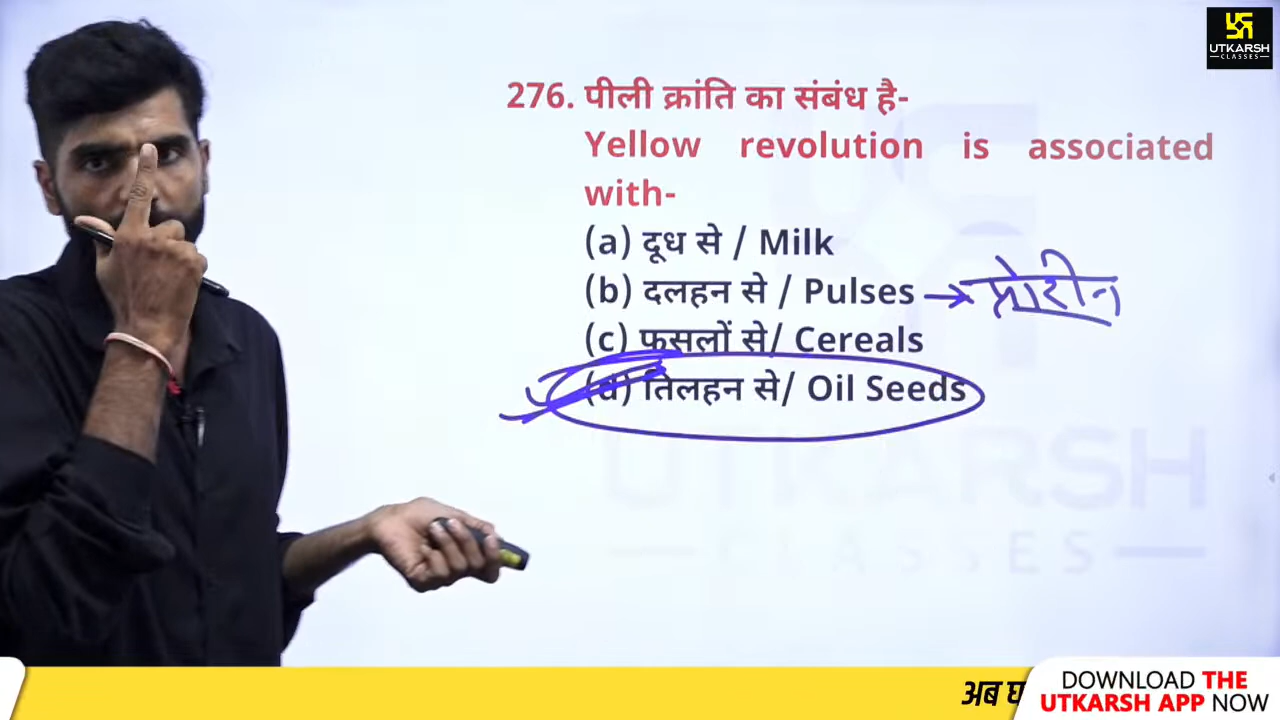 UTKARSH
CLASSES
276. पीली क्रांति का संबंध है-
Yellow revolution is associated
with-
(a) दूध से / Milk
(b) दलहन से / Pulses → प्रोटीन
(c) फसलों से/ Cereals
(d) तिलहन से/ Oil Seeds
UTKARSH
CLASSES
अब
DOWNLOAD THE
UTKARSH APP NOW